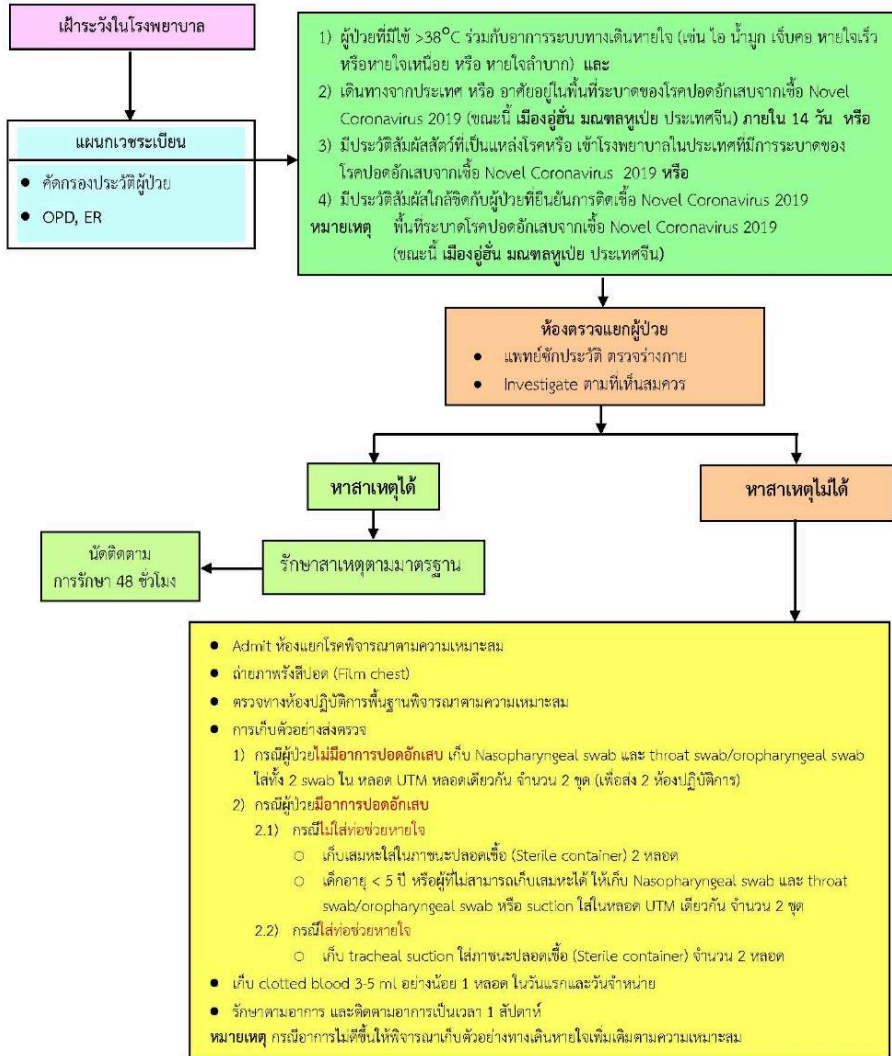 เฝ้าระวังในโรงพยาบาล
แผนกเวชระเบียน
● คัดกรองประวัติผู้ป่วย
● OPD, ER
1) ผู้ป่วยที่มีไข้ >38°C ร่วมกับอาการระบบทางเดินหายใจ (เช่น ไอ น้ำมูก เจ็บคอ หายใจเร็ว
หรือหายใจเหนื่อย หรือ หายใจลำบาก) และ
2) เดินทางจากประเทศ หรือ อาศัยอยู่ในพื้นที่ระบาดของโรคปอดอักเสบจากเชื้อ Novel
Coronavirus 2019 (ขณะนี้ เมืองอู่ฮั่น มณฑลหูเป่ย ประเทศจีน) ภายใน 14 วัน หรือ
3) มีประวัติสัมผัสสัตว์ที่เป็นแหล่งโรคหรือ เข้าโรงพยาบาลในประเทศที่มีการระบาดของ
โรคปอดอักเสบจากเชื้อ Novel Coronavirus 2019 หรือ
4) มีประวัติสัมผัสใกล้ชิดกับผู้ป่วยที่ยืนยันการติดเชื้อ Novel Coronavirus 2019
หมายเหตุ พื้นที่ระบาดโรคปอดอักเสบจากเชื้อ Novel Coronavirus 2019
(ขณะนี้ เมืองอู่ฮั่น มณฑลหูเป่ย ประเทศจีน)
ห้องตรวจแยกผู้ป่วย
● แพทย์ซักประวัติ ตรวจร่างกาย
● Investigate ตามที่เห็นสมควร
หาสาเหตุได้
หาสาเหตุไม่ได้
รักษาสาเหตุตามมาตรฐาน
นัดติดตาม
การรักษา 48 ชั่วโมง
● Admit ห้องแยกโรคพิจารณาตามความเหมาะสม
● ถ่ายภาพรังสีปอด (Film chest)
● ตรวจทางห้องปฏิบัติการพื้นฐานพิจารณาตามความเหมาะสม
● การเก็บตัวอย่างส่งตรวจ
1) กรณีผู้ป่วยไม่มีอาการปอดอักเสบ เก็บ Nasopharyngeal swab และ throat swab/oropharyngeal swab
ใส่ทั้ง 2 swab ใน หลอด UTM หลอดเดียวกัน จำนวน 2 ชุด (เพื่อส่ง 2 ห้องปฏิบัติการ)
2) กรณีผู้ป่วยมีอาการปอดอักเสบ
2.1) กรณีไม่ใส่ท่อช่วยหายใจ
○ เก็บเสมหะใส่ในภาชนะปลอดเชื้อ (Sterile container) 2 หลอด
○ เด็กอายุ < 5 ปี หรือผู้ที่ไม่สามารถเก็บเสมหะได้ ให้เก็บ Nasopharyngeal swab และ throat
swab/oropharyngeal swab หรือ suction ใส่ในหลอด UTM เดียวกัน จำนวน 2 ชุด
2.2) กรณีใส่ท่อช่วยหายใจ
○ เก็บ tracheal suction ใส่ภาชนะปลอดเชื้อ (Sterile container) จำนวน 2 หลอด
● เก็บ clotted blood 3-5 ml อย่างน้อย 1 หลอด ในวันแรกและวันจำหน่าย
● รักษาตามอาการ และติดตามอาการเป็นเวลา 1 สัปดาห์
หมายเหตุ กรณีอาการไม่ดีขึ้นให้พิจารณาเก็บตัวอย่างทางเดินหายใจเพิ่มเติมตามความเหมาะสม